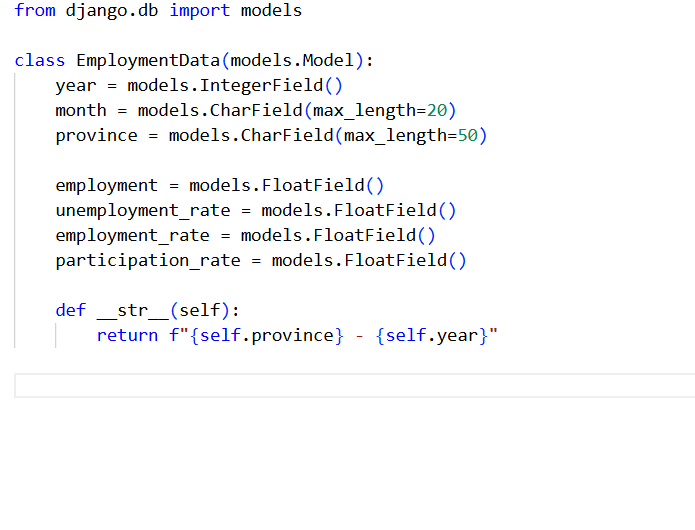 from django.db import models
class EmploymentData(models.Model):
    year = models.IntegerField()
    month = models.CharField(max_length=20)
    province = models.CharField(max_length=50)
    employment = models.FloatField()
    unemployment_rate = models.FloatField()
    employment_rate = models.FloatField()
    participation_rate = models.FloatField()
    def __str__(self):
        return f"{self.province} - {self.year}"